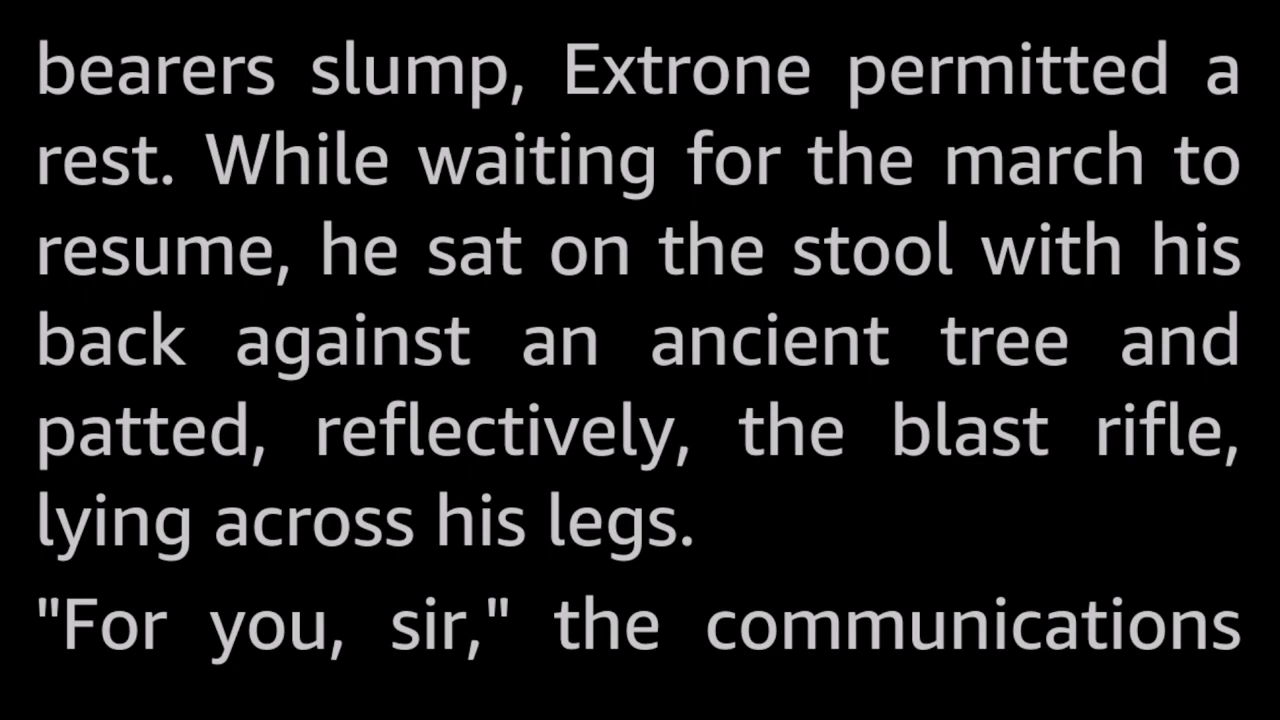 bearers slump, Extrone permitted a
rest. While waiting for the march to
resume, he sat on the stool with his
back against an ancient tree and
patted, reflectively, the blast rifle,
lying across his legs.
"For you, sir," the communications